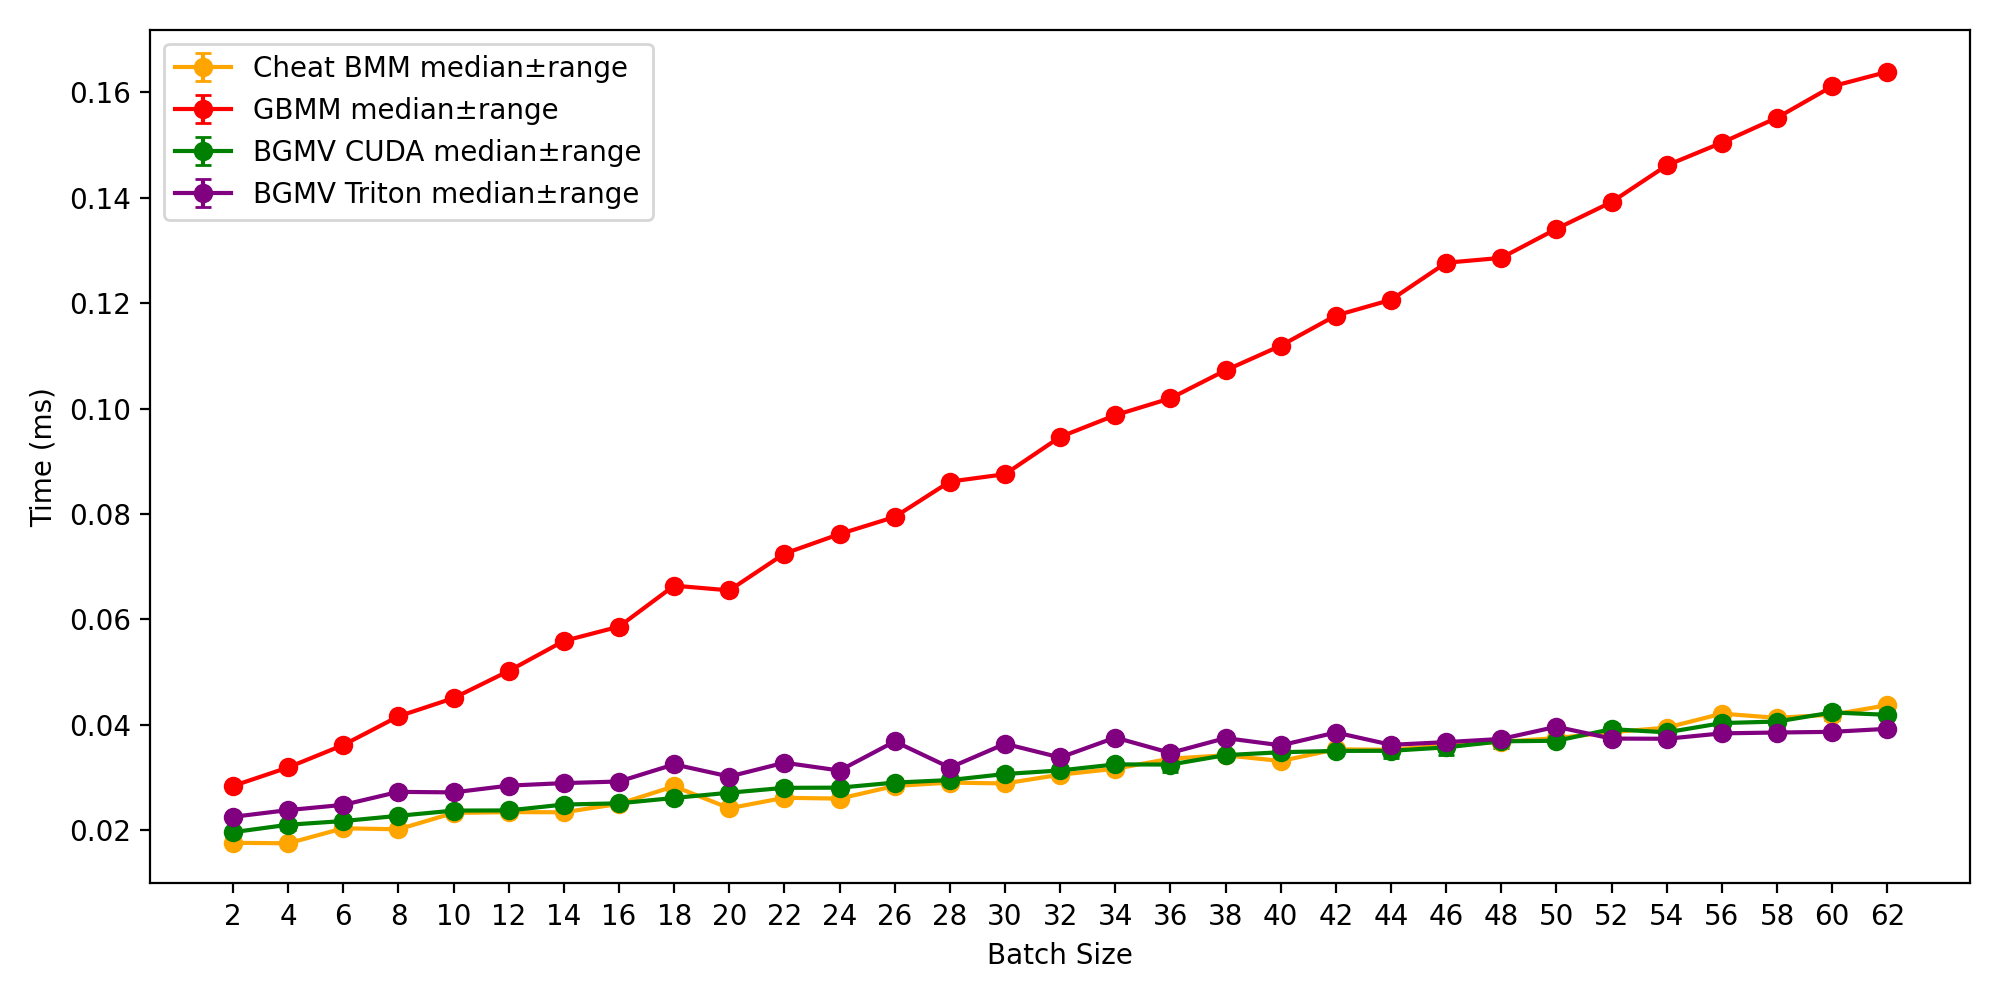 Cheat BMM median±range
GBMM median±range
BGMV CUDA median±range
BGMV Triton median±range
0.16
0.14
0.12
0.10
0.08
0.06
0.04
0.02
Time (ms)
2 4 6 8 10 12 14 16 18 20 22 24 26 28 30 32 34 36 38 40 42 44 46 48 50 52 54 56 58 60 62
Batch Size